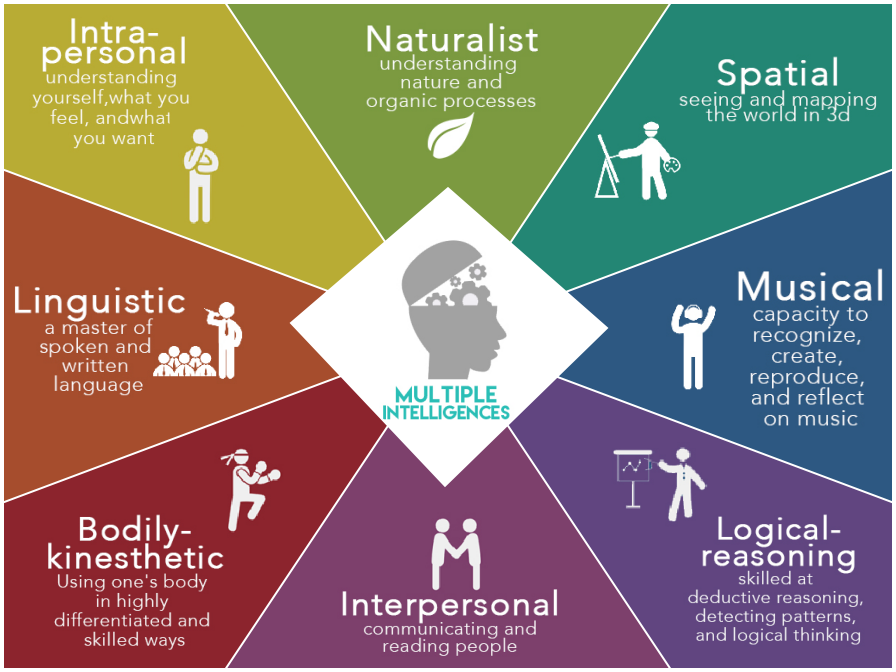 Intra-
personal
understanding
yourself,what you
feel, andwhat
you want
Naturalist
understanding
nature and
organic processes
Spatial
seeing and mapping
the world in 3d
Linguistic
a master of
spoken and
written
language
MULTIPLE
INTELLIGENCES
Musical
capacity to
recognize,
create,
reproduce,
and reflect
on music
Bodily-
kinesthetic
Using one's body
in highly
differentiated and
skilled ways
Interpersonal
communicating and
reading people
Logical-
reasoning
skilled at
deductive reasoning,
detecting patterns,
and logical thinking